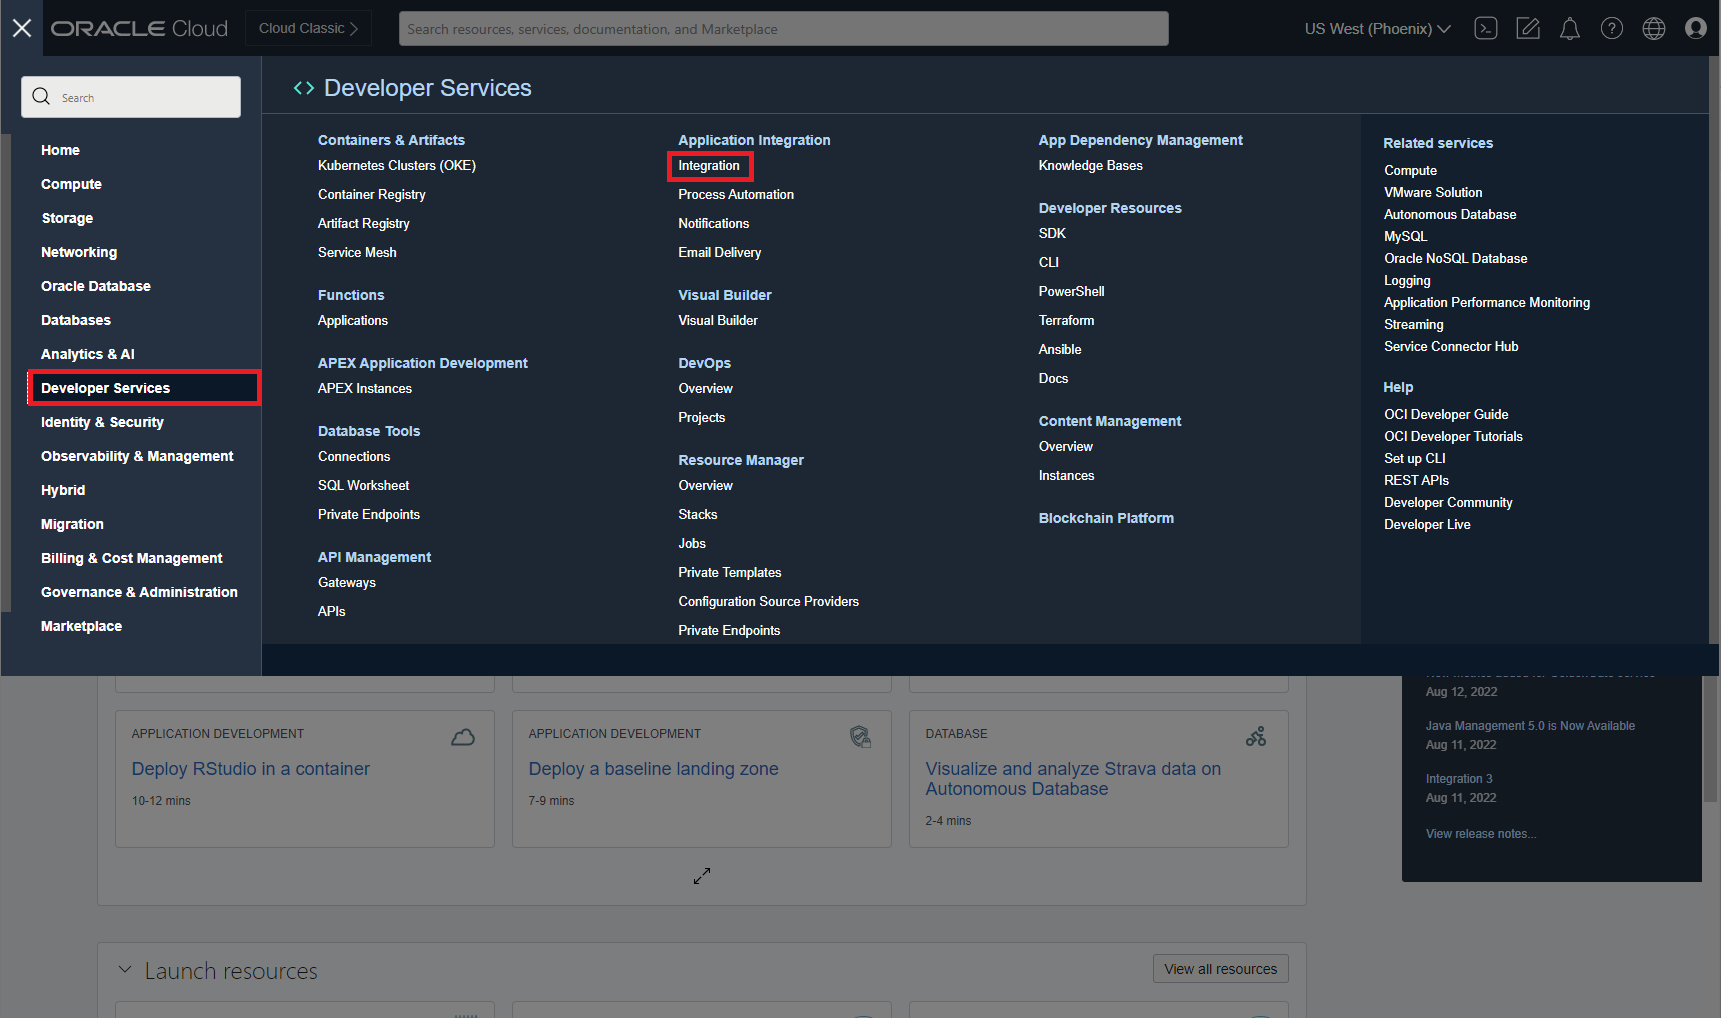 ORACLE Cloud
Cloud Classic
Search resources, services, documentation, and Marketplace
US West (Phoenix)
Search
Home
Compute
Storage
Networking
Oracle Database
Databases
Analytics & AI
Developer Services
Identity & Security
Observability & Management
Hybrid
Migration
Billing & Cost Management
Governance & Administration
Marketplace
Developer Services
Containers & Artifacts
Kubernetes Clusters (OKE)
Container Registry
Artifact Registry
Service Mesh
Functions
Applications
APEX Application Development
APEX Instances
Database Tools
Connections
SQL Worksheet
Private Endpoints
API Management
Gateways
APIs
Application Integration
Integration
Process Automation
Notifications
Email Delivery
Visual Builder
Visual Builder
DevOps
Overview
Projects
Resource Manager
Overview
Stacks
Jobs
Private Templates
Configuration Source Providers
Private Endpoints
App Dependency Management
Knowledge Bases
Developer Resources
SDK
CLI
PowerShell
Terraform
Ansible
Docs
Content Management
Overview
Instances
Blockchain Platform
Related services
Compute
VMware Solution
Autonomous Database
MySQL
Oracle NoSQL Database
Logging
Application Performance Monitoring
Streaming
Service Connector Hub
Help
OCI Developer Guide
OCI Developer Tutorials
Set up CLI
REST APIs
Developer Community
Developer Live
APPLICATION DEVELOPMENT
Deploy RStudio in a container
10-12 mins
APPLICATION DEVELOPMENT
Deploy a baseline landing zone
7-9 mins
DATABASE
Visualize and analyze Strava data on
Autonomous Database
2-4 mins
Aug 12, 2022
Java Management 5.0 is Now Available
Aug 11, 2022
Integration 3
Aug 11, 2022
View release notes...
Launch resources
View all resources